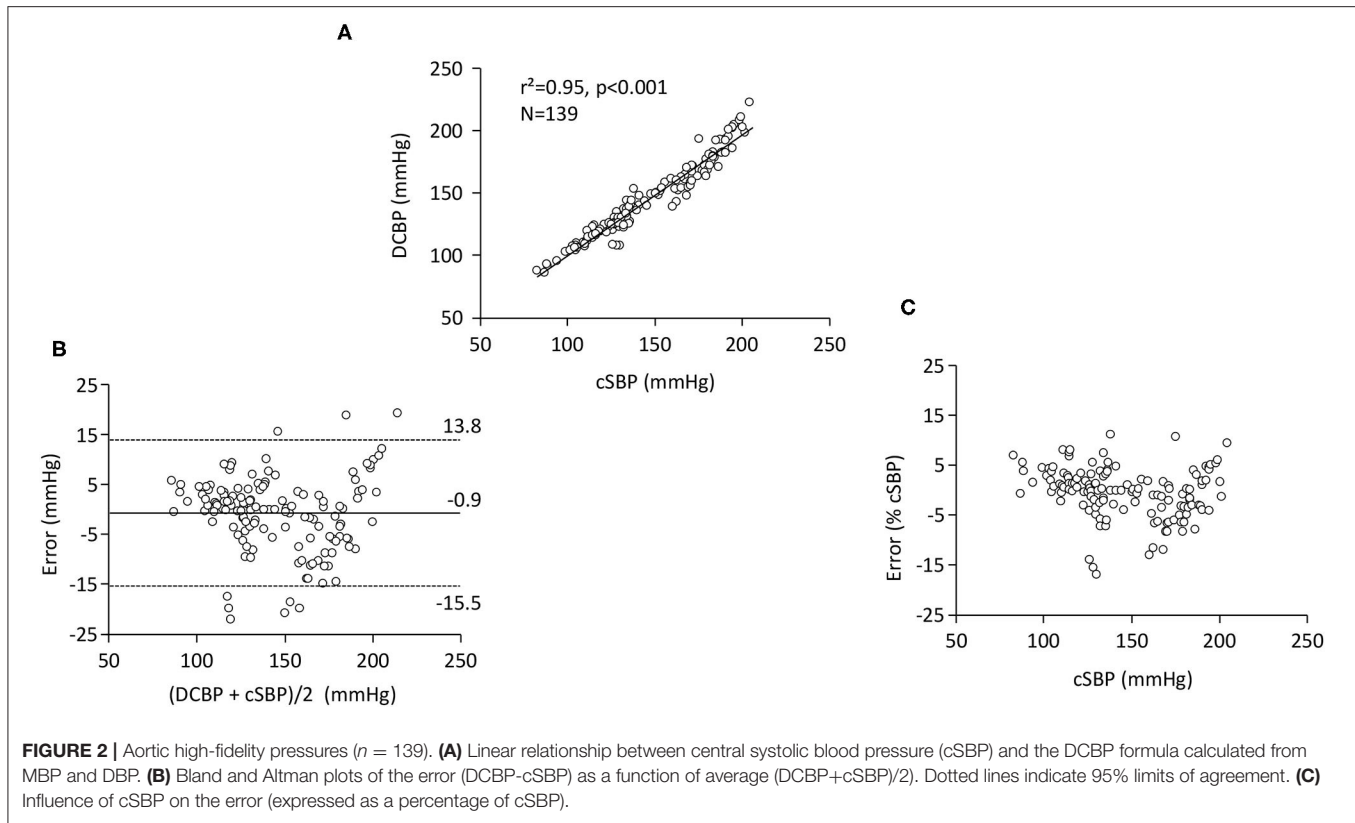 A
250
200
150
100
50
DCBP (mmHg)
r²=0.95, p<0.001
N=139
50 100 150 200 250
cSBP (mmHg)
B
25
15
5
-5
-15
-25
Error (mmHg)
13.8
-0.9
-15.5
50 100 150 200 250
(DCBP + cSBP)/2 (mmHg)
C
25
15
5
-5
-15
-25
Error (% cSBP)
50 100 150 200 250
cSBP (mmHg)
FIGURE 2 | Aortic high-fidelity pressures (n = 139). (A) Linear relationship between central systolic blood pressure (cSBP) and the DCBP formula calculated from
MBP and DBP. (B) Bland and Altman plots of the error (DCBP-cSBP) as a function of average (DCBP+cSBP)/2). Dotted lines indicate 95% limits of agreement. (C)
Influence of cSBP on the error (expressed as a percentage of cSBP).